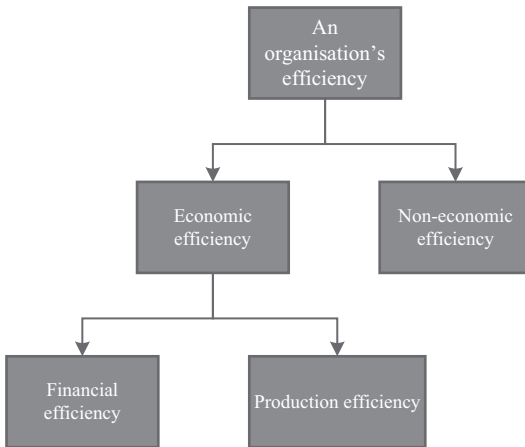 An
organisation's
efficiency
Economic
efficiency
Non-economic
efficiency
Financial
efficiency
Production efficiency